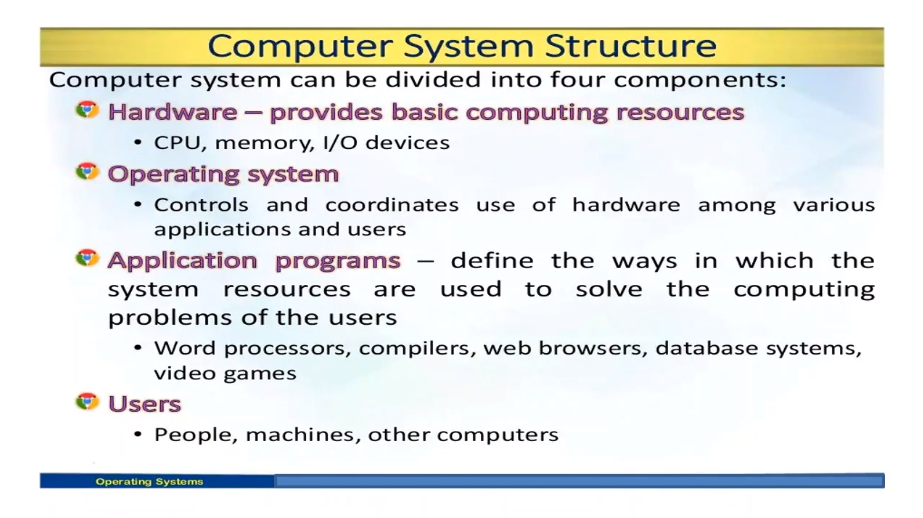 Computer System Structure
Computer system can be divided into four components:
Hardware – provides basic computing resources
• CPU, memory, I/O devices
Operating system
• Controls and coordinates use of hardware among various
applications and users
Application programs – define the ways in which the
system resources are used to solve the computing
problems of the users
• Word processors, compilers, web browsers, database systems,
video games
Users
• People, machines, other computers
Operating Systems